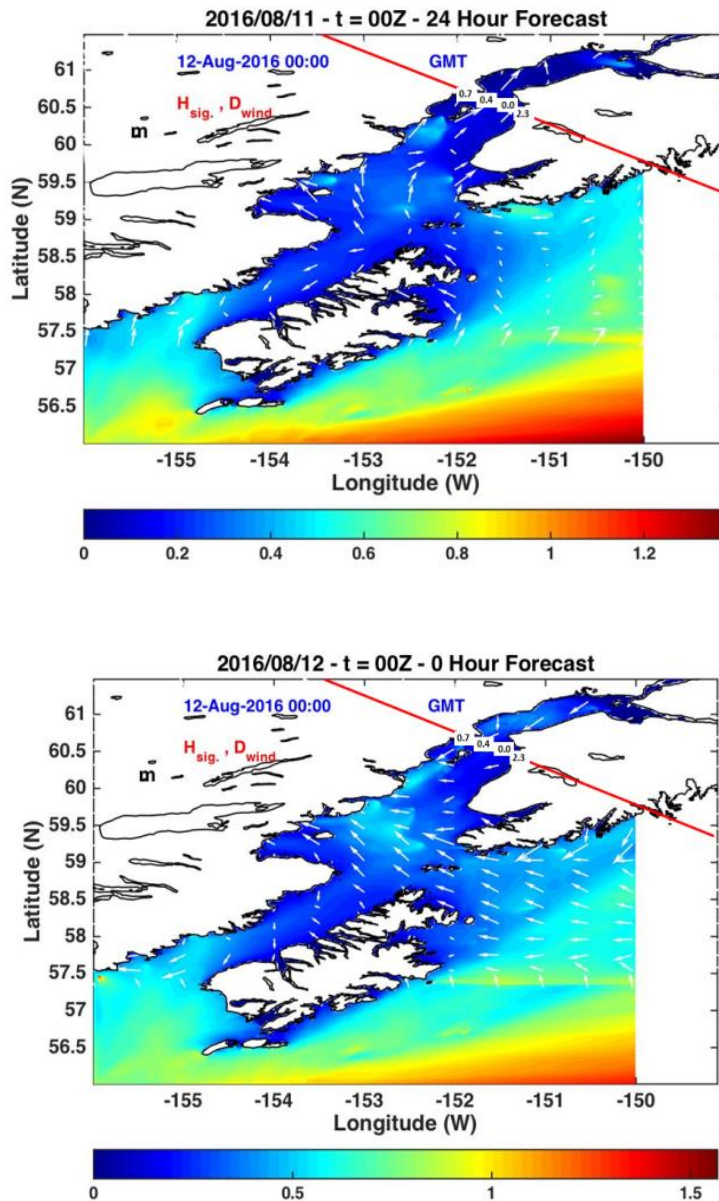 2016/08/11 - t = 00Z - 24 Hour Forecast
12-Aug-2016 00:00 GMT
H_sig. , D_wind
0.7 0.4 0.0 2.3
61
60.5
60
59.5
59
58.5
58
57.5
57
56.5
Latitude (N)
-155 -154 -153 -152 -151 -150 -149
Longitude (W)
0 0.2 0.4 0.6 0.8 1 1.2
2016/08/12 - t = 00Z - 0 Hour Forecast
12-Aug-2016 00:00 GMT
H_sig. , D_wind
0.7 0.4 0.0 2.3
61
60.5
60
59.5
59
58.5
58
57.5
57
56.5
Latitude (N)
-155 -154 -153 -152 -151 -150
Longitude (W)
0 0.5 1 1.5